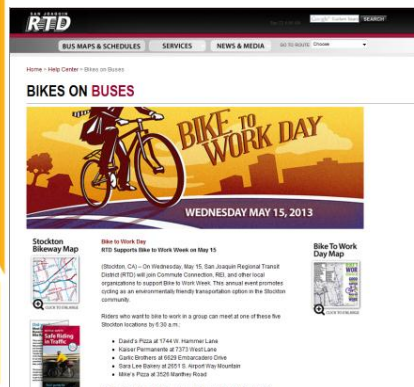 SAN JOAQUIN
RTD
SEARCH
BUS MAPS & SCHEDULES
SERVICES
NEWS & MEDIA
GO TO ROUTE
Choose
Home > Help Center > Bikes on Buses
BIKES ON BUSES
BIKE TO
WORK DAY
WEDNESDAY MAY 15, 2013
Stockton
Bikeway Map
CLICK TO ENLARGE
Safe Riding
in Traffic
Bike to Work Day
RTD Supports Bike to Work Week on May 15
(Stockton, CA) – On Wednesday, May 15, San Joaquin Regional Transit
District (RTD) will join Commute Connection, REI, and other local
organizations to support Bike to Work Week. This annual event promotes
cycling as an environmentally friendly transportation option in the Stockton
community.
Riders who want to bike to work in a group can meet at one of these five
Stockton locations by 6:30 a.m.:
David's Pizza at 1744 W. Hammer Lane
Kaiser Permanente at 7373 West Lane
Garlic Brothers at 6629 Embarcadero Drive
Sara Lee Bakery at 2651 S. Airport Way Mountain
Mike's Pizza at 3526 Manthey Road
Bike To Work
Day Map
CLICK TO ENLARGE